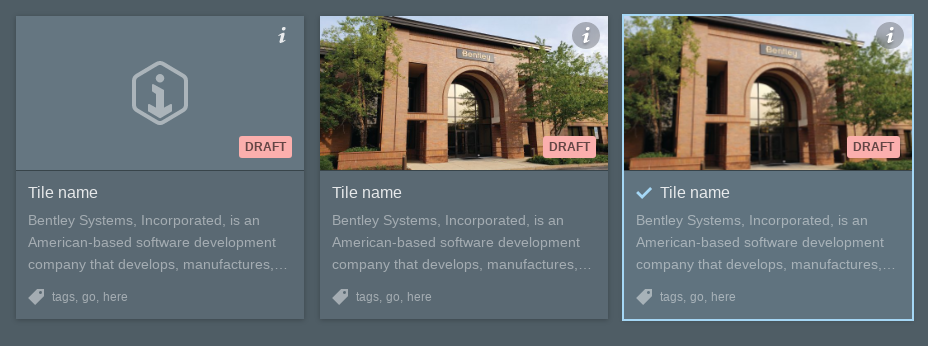 DRAFT
Tile name
Bentley Systems, Incorporated, is an
American-based software development
company that develops, manufactures,...
tags, go, here
Bentley
DRAFT
Tile name
Bentley Systems, Incorporated, is an
American-based software development
company that develops, manufactures,...
tags, go, here
Bentley
DRAFT
Tile name
Bentley Systems, Incorporated, is an
American-based software development
company that develops, manufactures,...
tags, go, here